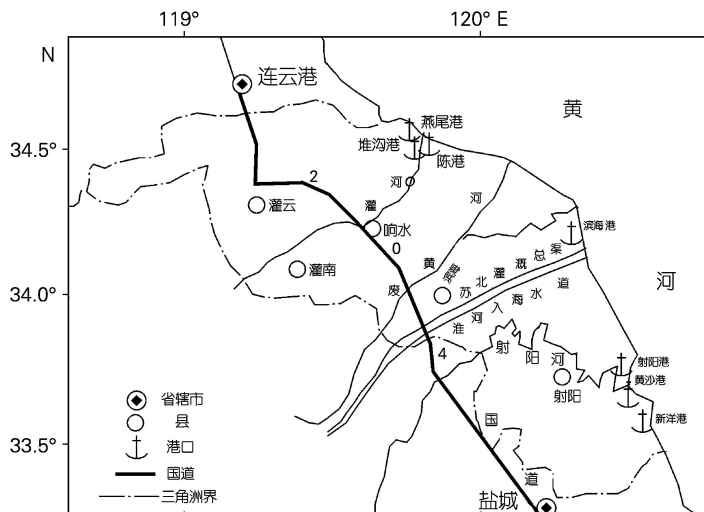 119° 120° E
N
连云港
黄
燕尾港
34.5°
堆沟港
陈港
2
河
灌
灌云
河
响水
滨海港
0
黄
灌南
废
滨海
苏北灌溉总渠
34.0°
淮河入海水道
河
4
射阳河
射阳港
黄沙港
射阳
新洋港
省辖市
县
国道
港口
33.5°
国道
三角洲界
盐城